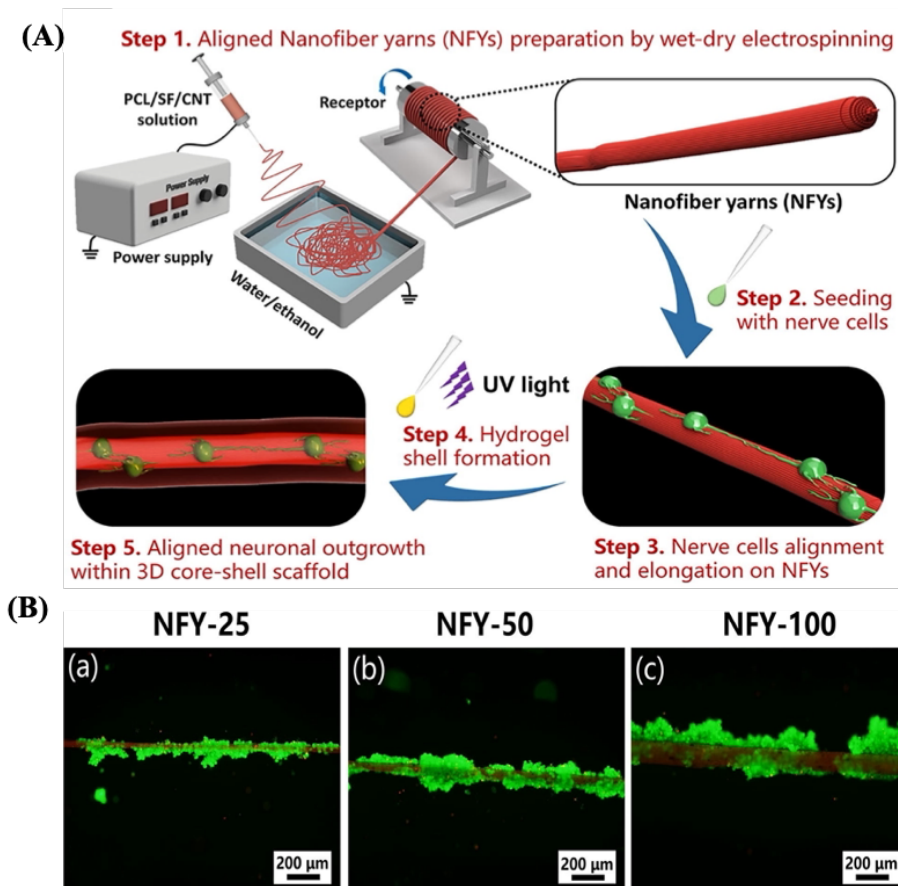 (A)
Step 1. Aligned Nanofiber yarns (NFYs) preparation by wet-dry electrospinning
PCL/SF/CNT
solution
Receptor
Power Supply
Power supply
Water/ethanol
Nanofiber yarns (NFYs)
Step 2. Seeding
with nerve cells
UV light
Step 4. Hydrogel
shell formation
Step 5. Aligned neuronal outgrowth
within 3D core-shell scaffold
Step 3. Nerve cells alignment
and elongation on NFYs
(B)
NFY-25
NFY-50
NFY-100
(a)
(b)
(c)
200 µm
200 µm
200 µm